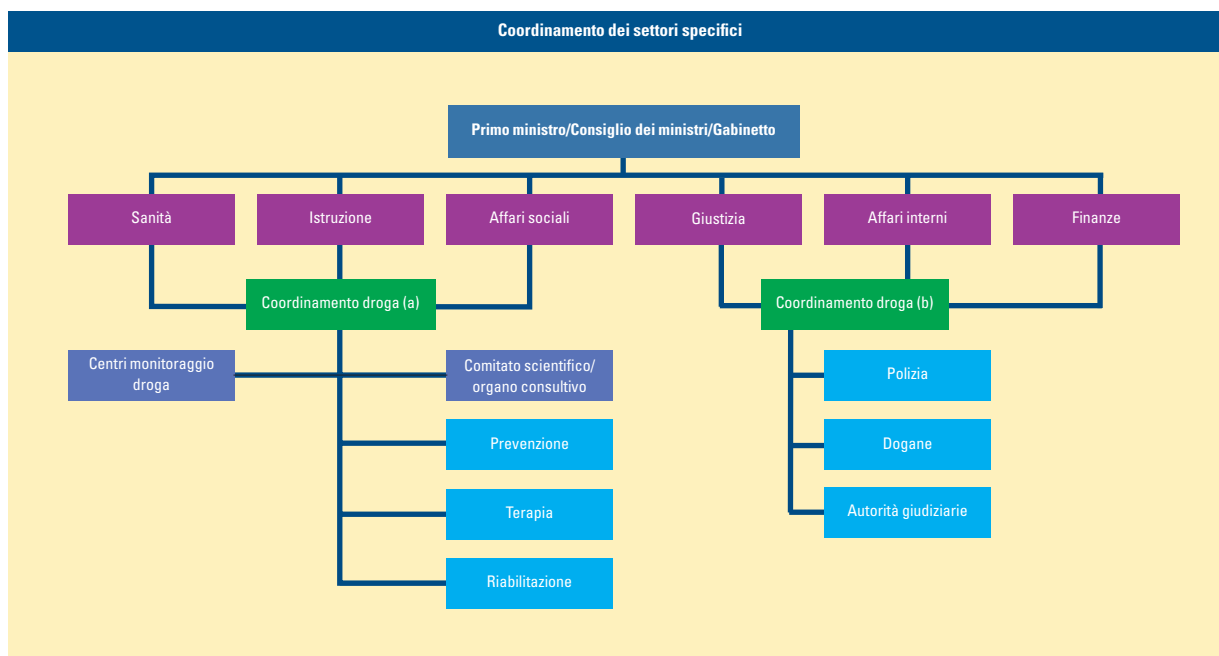 Coordinamento dei settori specifici
Primo ministro/Consiglio dei ministri/Gabinetto
Sanità
Istruzione
Affari sociali
Giustizia
Affari interni
Finanze
Coordinamento droga (a)
Coordinamento droga (b)
Centri monitoraggio
droga
Comitato scientifico/
organo consultivo
Polizia
Prevenzione
Dogane
Terapia
Autorità giudiziarie
Riabilitazione